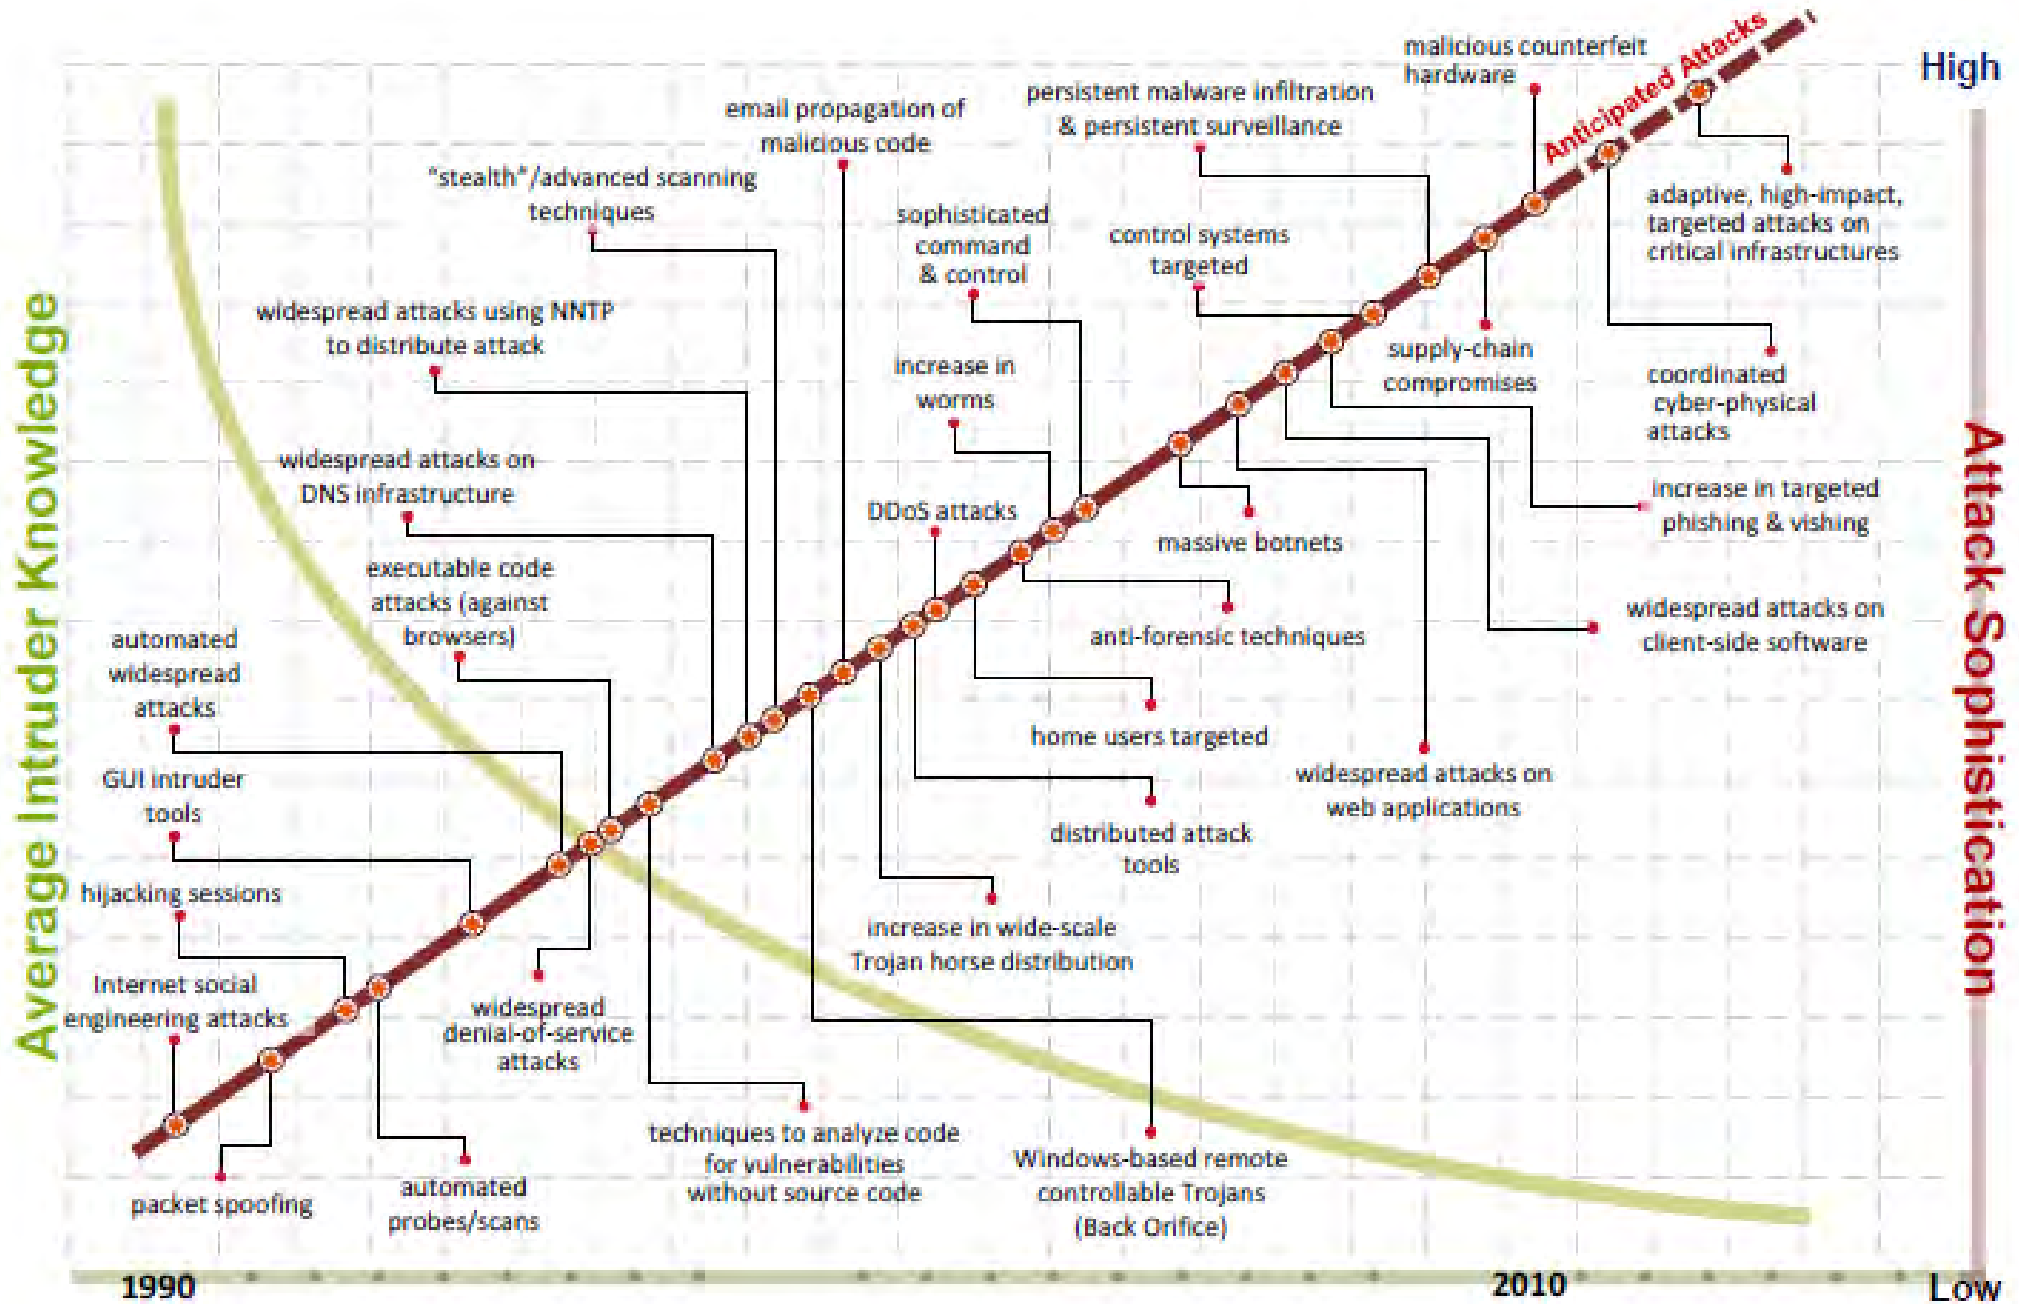 malicious counterfeit
hardware
Anticipated Attacks
High
persistent malware infiltration
& persistent surveillance
email propagation of
malicious code
"stealth"/advanced scanning
techniques
adaptive, high-impact,
targeted attacks on
critical infrastructures
sophisticated
command
& control
control systems
targeted
widespread attacks using NNTP
to distribute attack
supply-chain
compromises
increase in
worms
coordinated
cyber-physical
attacks
Average Intruder Knowledge
Attack Sophistication
widespread attacks on
DNS infrastructure
DDoS attacks
increase in targeted
phishing & vishing
massive botnets
executable code
attacks (against
browsers)
widespread attacks on
client-side software
anti-forensic techniques
automated
widespread
attacks
home users targeted
GUI intruder
tools
widespread attacks on
web applications
distributed attack
tools
hijacking sessions
increase in wide-scale
Trojan horse distribution
Internet social
engineering attacks
widespread
denial-of-service
attacks
techniques to analyze code
for vulnerabilities
without source code
Windows-based remote
controllable Trojans
(Back Orifice)
packet spoofing
automated
probes/scans
1990
2010
Low